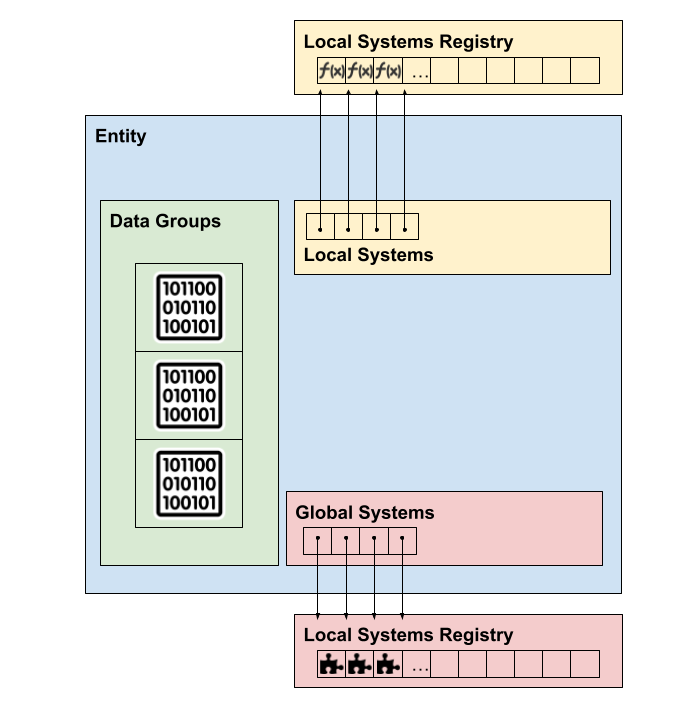 Local Systems Registry
f(x) f(x) f(x) ...
Entity
Data Groups
101100
010110
100101
101100
010110
100101
101100
010110
100101
Local Systems
Global Systems
Local Systems Registry
...